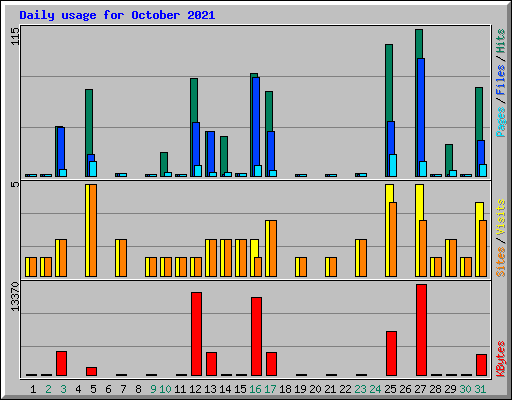 Daily usage for October 2021
115
Pages / Files / Hits
5
Sites / Visits
13370
KBytes
1 2 3 4 5 6 7 8 9 10 11 12 13 14 15 16 17 18 19 20 21 22 23 24 25 26 27 28 29 30 31